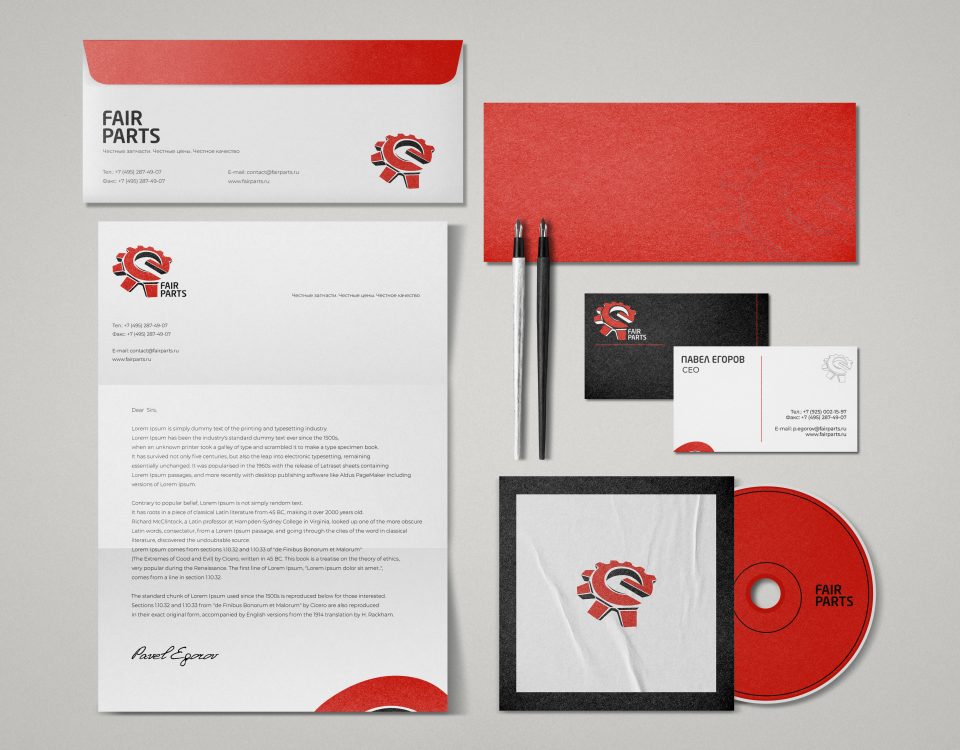 FAIR
PARTS
Честные запчасти. Честные цены. Честное качество
Тел.: +7 (495) 287-49-07
Факс: +7 (495) 287-49-07
E-mail: contact@fairparts.ru
www.fairparts.ru
FAIR
PARTS
Честные запчасти. Честные цены. Честное качество
Тел.: +7 (495) 287-49-07
Факс: +7 (495) 287-49-07
E-mail: contact@fairparts.ru
www.fairparts.ru
Dear Sirs,
Lorem Ipsum is simply dummy text of the printing and typesetting industry.
Lorem Ipsum has been the industry's standard dummy text ever since the 1500s,
when an unknown printer took a galley of type and scrambled it to make a type specimen book.
It has survived not only five centuries, but also the leap into electronic typesetting, remaining
essentially unchanged. It was popularised in the 1960s with the release of Letraset sheets containing
Lorem Ipsum passages, and more recently with desktop publishing software like Aldus PageMaker including
versions of Lorem Ipsum.
Contrary to popular belief, Lorem Ipsum is not simply random text.
It has roots in a piece of classical Latin literature from 45 BC, making it over 2000 years old.
Richard McClintock, a Latin professor at Hampden-Sydney College in Virginia, looked up one of the more obscure
Latin words, consectetur, from a Lorem Ipsum passage, and going through the cites of the word in classical
literature, discovered the undoubtable source.
Lorem Ipsum comes from sections 1.10.32 and 1.10.33 of "de Finibus Bonorum et Malorum"
(The Extremes of Good and Evil) by Cicero, written in 45 BC. This book is a treatise on the theory of ethics,
very popular during the Renaissance. The first line of Lorem Ipsum, "Lorem ipsum dolor sit amet..",
comes from a line in section 1.10.32.
The standard chunk of Lorem Ipsum used since the 1500s is reproduced below for those interested.
Sections 1.10.32 and 1.10.33 from "de Finibus Bonorum et Malorum" by Cicero are also reproduced
in their exact original form, accompanied by English versions from the 1914 translation by H. Rackham.
Pavel Egorov
FAIR
PARTS
ПАВЕЛ ЕГОРОВ
CEO
Тел.: +7 (925) 002-15-97
Факс: +7 (495) 287-49-07
E-mail: p.egorov@fairparts.ru
www.fairparts.ru
FAIR
PARTS